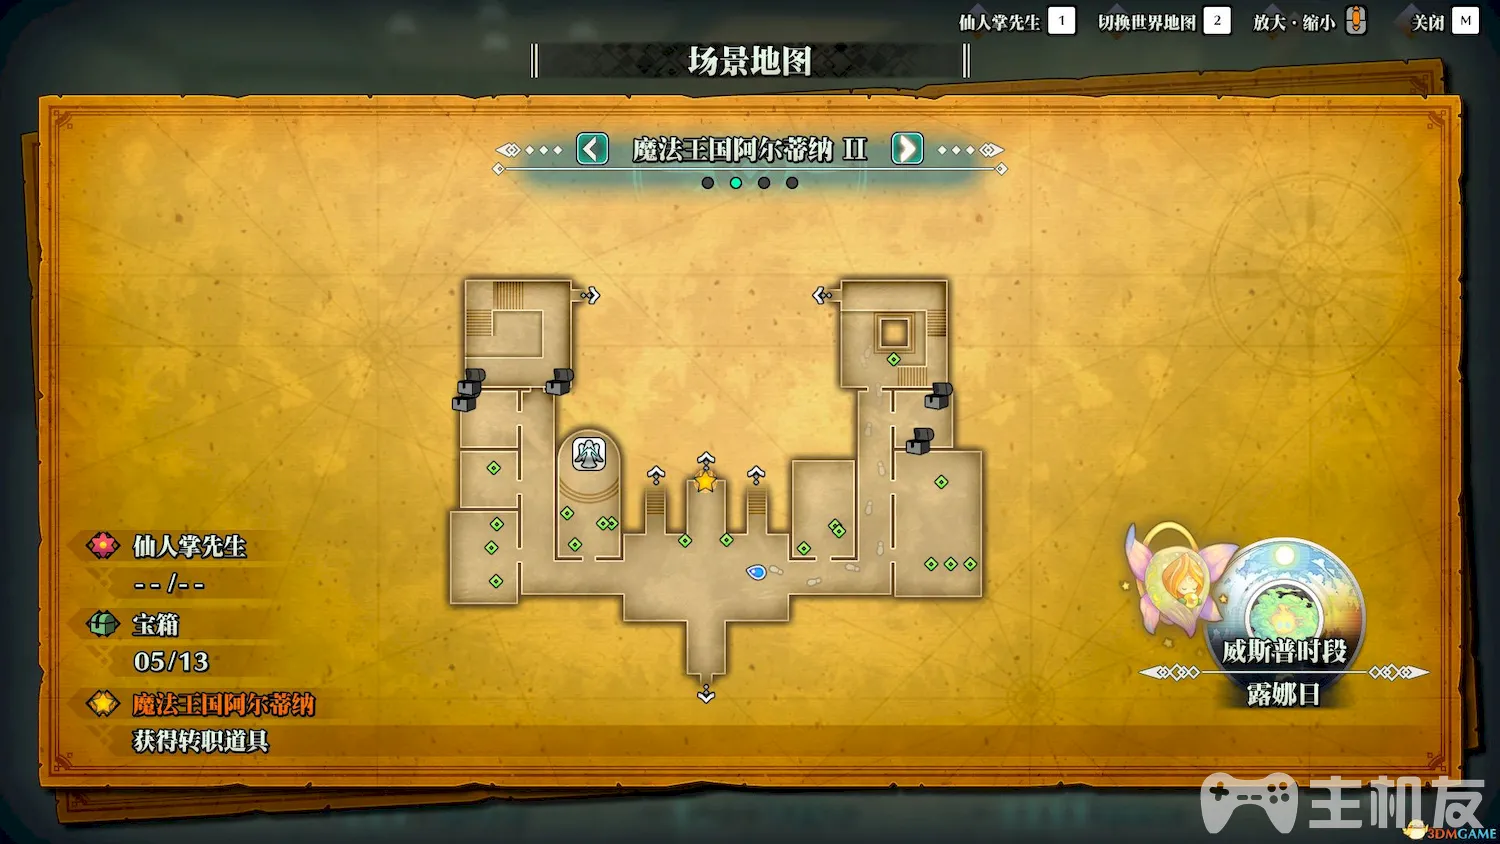 仙人掌先生 1 切换世界地图 2 放大·缩小 关闭 M
场景地图
魔法王国阿尔蒂纳 II
仙人掌先生
--/--
宝箱
05/13
魔法王国阿尔蒂纳
获得转职道具
威斯普时段
露娜日
主机友
3DMGAME